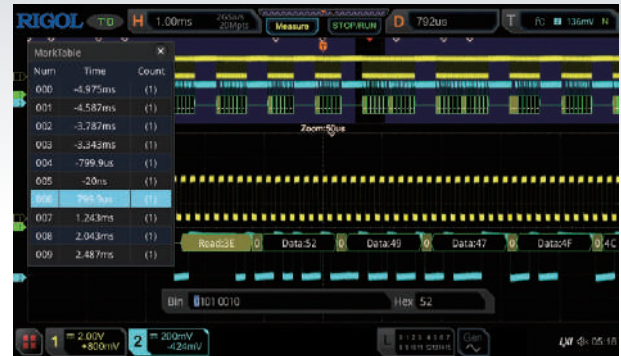 RIGOL TD H 1.00ms 20Mpts Measure STOP/RUN D 792us T 136mV N
MarkTable ×
Num Time Count
000 -4.975ms (1)
001 -4.587ms (1)
002 -3.787ms (1)
003 -3.343ms (1)
004 -799.9us (1)
005 -20ns (1)
006 799.9us (1)
007 1.243ms (1)
008 2.043ms (1)
009 2.487ms (1)
Zoom:50us
Read:3E 0 Data:52 0 Data:49 0 Data:47 0 Data:4F 0 4C
Bin 0101 0010 Hex 52
1 2.00V +800mV 2 200mV -424mV L Gen LXI 05:18